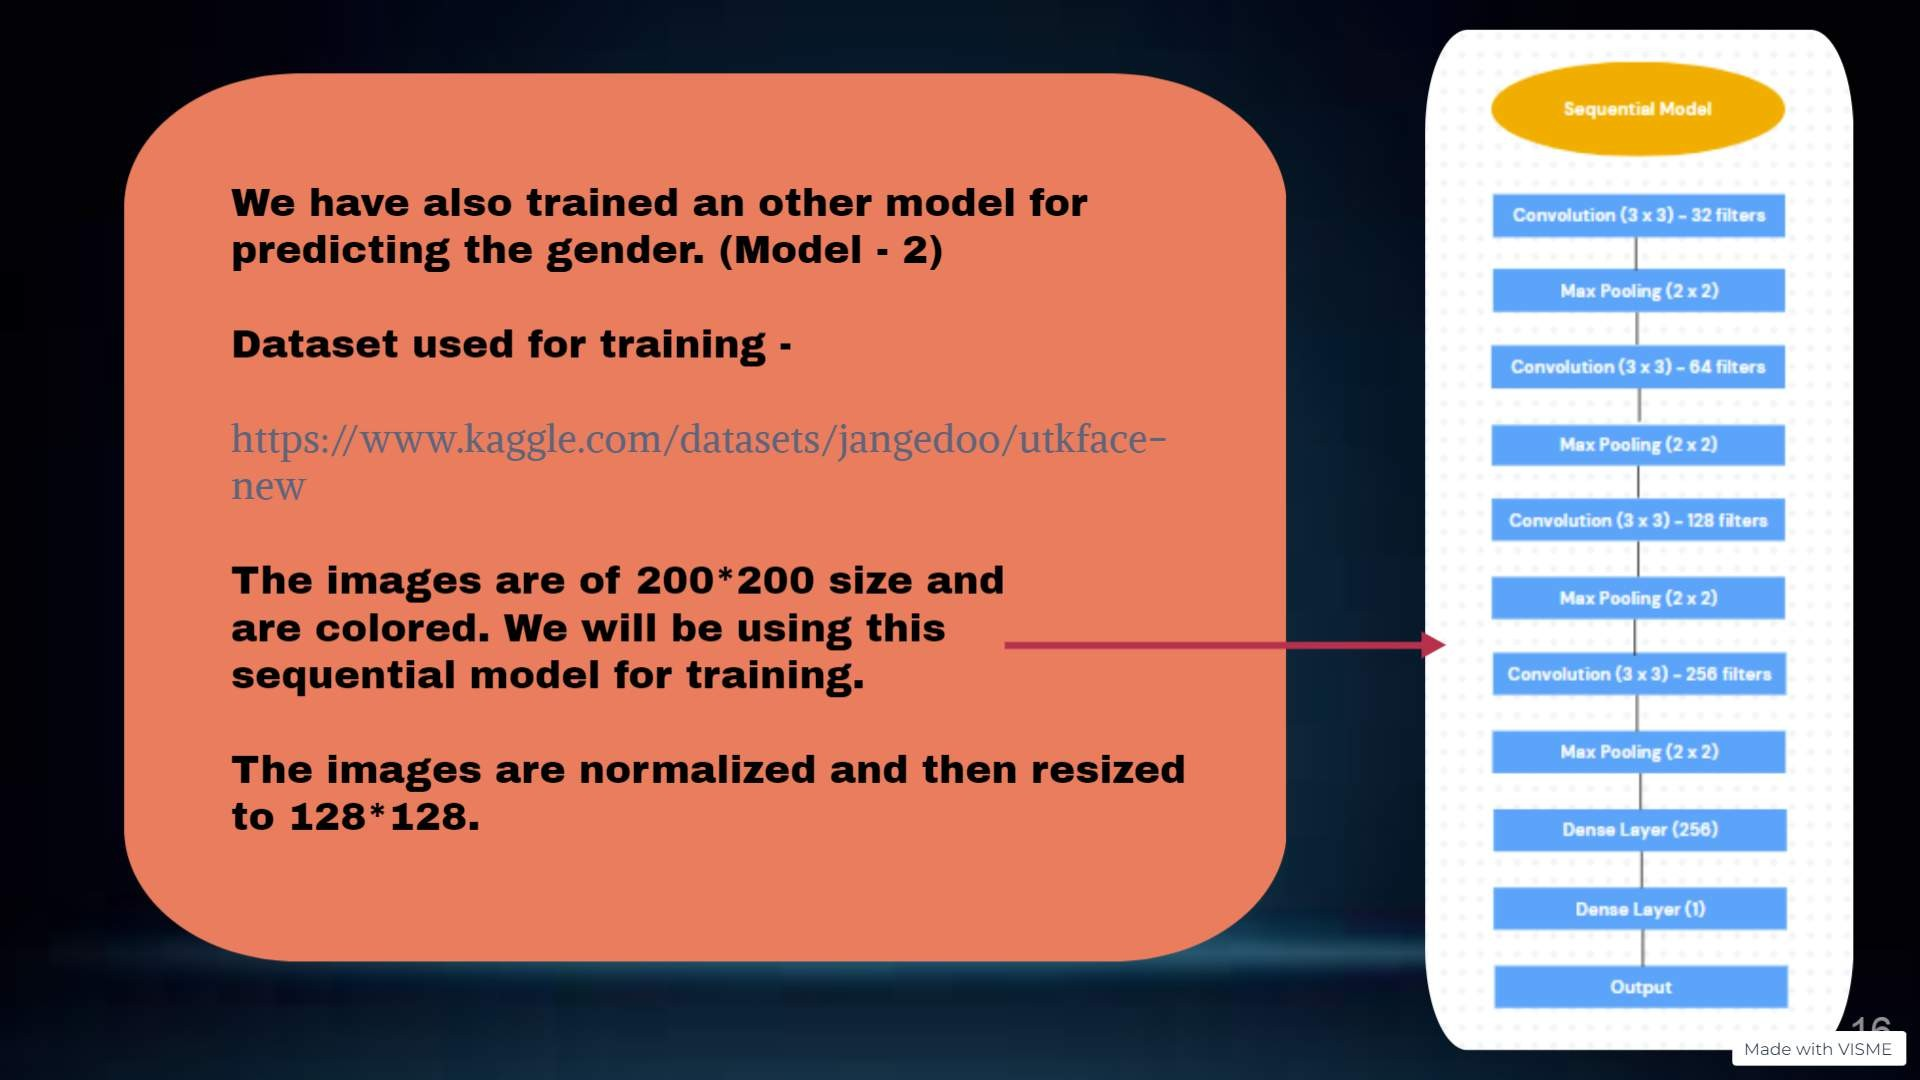 We have also trained an other model for
predicting the gender. (Model - 2)
Dataset used for training -
https://www.kaggle.com/datasets/jangedoo/utkface-
new
The images are of 200*200 size and
are colored. We will be using this
sequential model for training.
The images are normalized and then resized
to 128*128.
Sequential Model
Convolution (3 x 3) - 32 filters
Max Pooling (2 x 2)
Convolution (3 x 3) - 64 filters
Max Pooling (2 x 2)
Convolution (3 x 3) - 128 filters
Max Pooling (2 x 2)
Convolution (3 x 3) - 256 filters
Max Pooling (2 x 2)
Dense Layer (256)
Dense Layer (1)
Output
16
Made with VISME